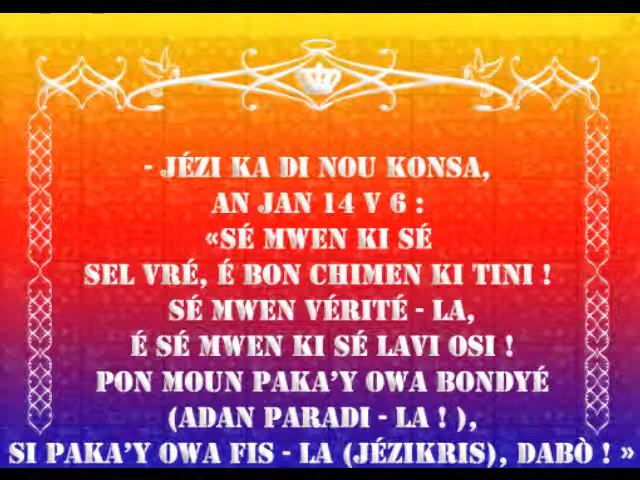 - JÉZI KA DI NOU KONSA,
AN JAN 14 V 6 :
«SÉ MWEN KI SÉ
SEL VRÉ, É BON CHIMEN KI TINI !
SÉ MWEN VÉRITÉ - LA,
É SÉ MWEN KI SÉ LAVI OSI !
PON MOUN PAKA'Y OWA BONDYÉ
(ADAN PARADI - LA ! ),
SI PAKA'Y OWA FIS - LA (JÉZIKRIS), DABÒ ! »